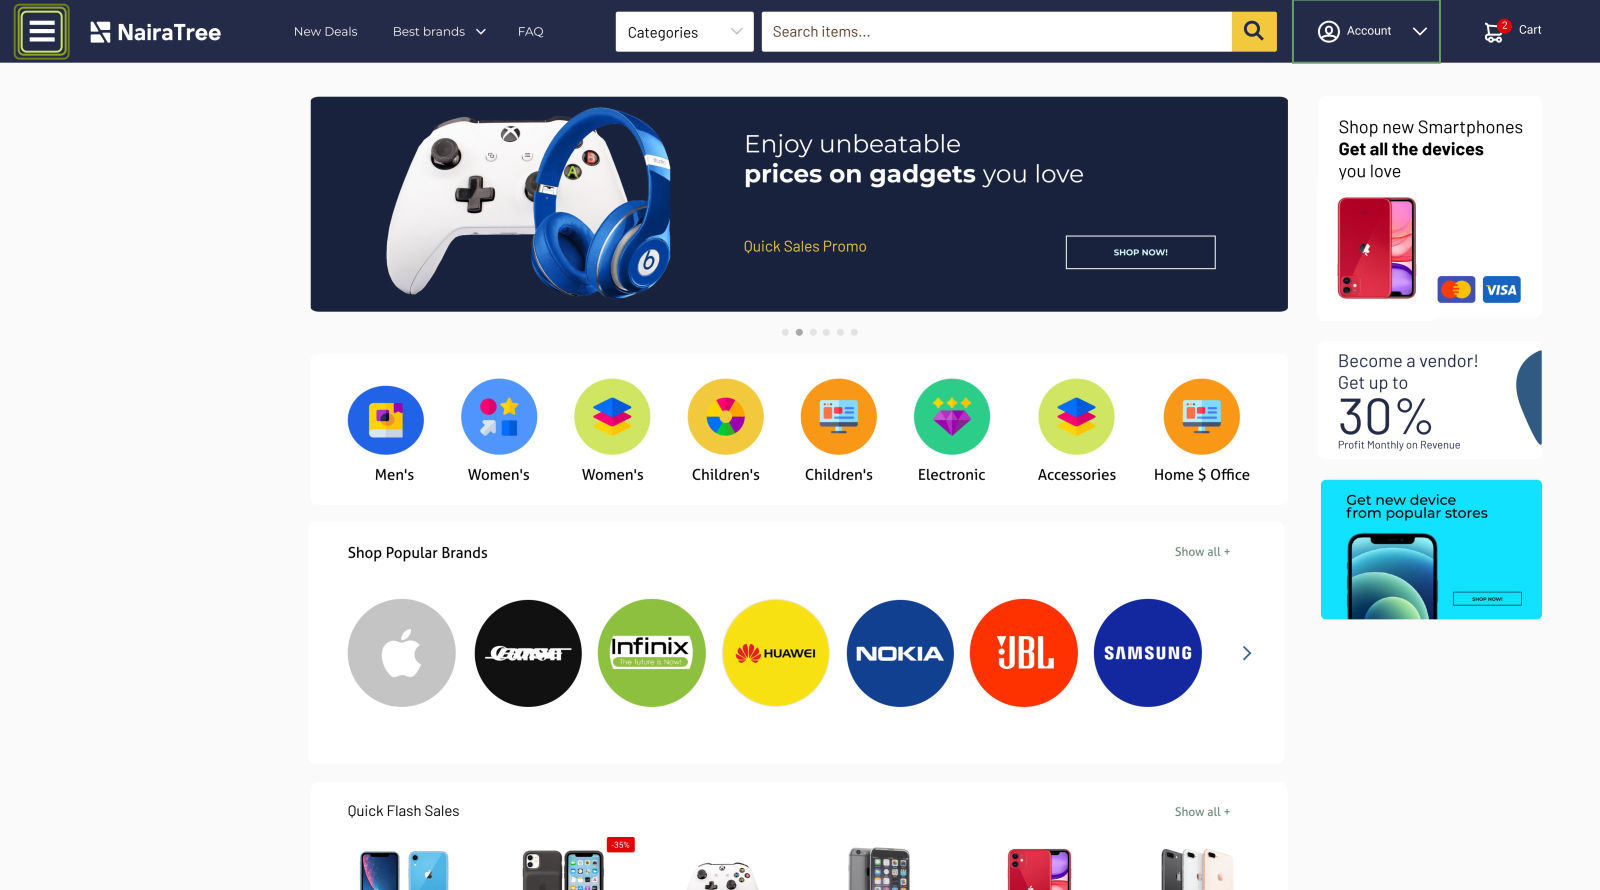 NairaTree
New Deals
Best brands
FAQ
Categories
Search items...
Account
2
Cart
Enjoy unbeatable
prices on gadgets you love
Quick Sales Promo
SHOP NOW!
Shop new Smartphones
Get all the devices
you love
VISA
Become a vendor!
Get up to
30%
Profit Monthly on Revenue
Get new device
from popular stores
SHOP NOW!
Men's
Women's
Women's
Children's
Children's
Electronic
Accessories
Home $ Office
Shop Popular Brands
Show all +
Infinix
The future is Now!
HUAWEI
NOKIA
JBL
SAMSUNG
Quick Flash Sales
Show all +
-35%